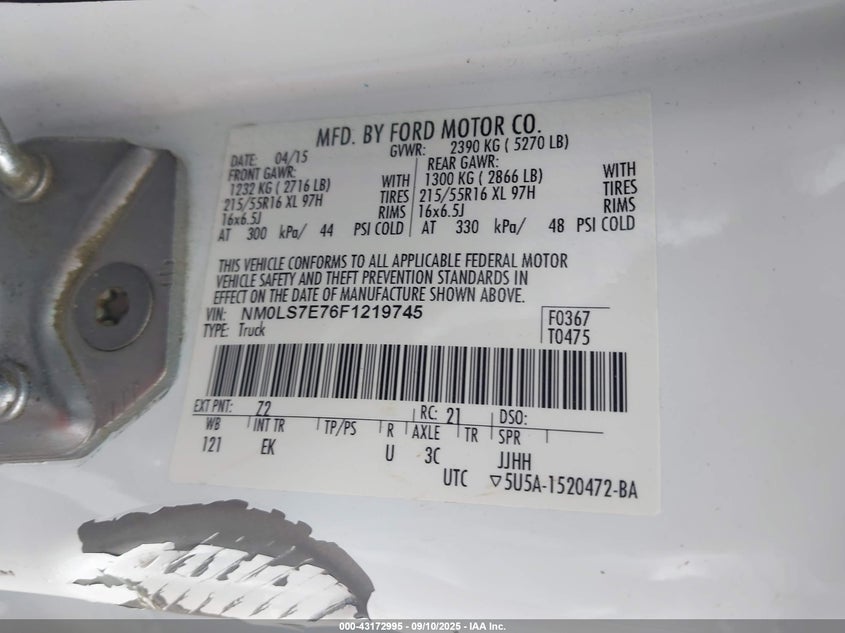 MFD. BY FORD MOTOR CO.
DATE: 04/15 GVWR: 2390 KG ( 5270 LB)
FRONT GAWR: REAR GAWR:
1232 KG ( 2716 LB) WITH 1300 KG ( 2866 LB) WITH
215/55R16 XL 97H TIRES 215/55R16 XL 97H TIRES
16x6.5J RIMS 16x6.5J RIMS
AT 300 kPa/ 44 PSI COLD AT 330 kPa/ 48 PSI COLD
THIS VEHICLE CONFORMS TO ALL APPLICABLE FEDERAL MOTOR
VEHICLE SAFETY AND THEFT PREVENTION STANDARDS IN
EFFECT ON THE DATE OF MANUFACTURE SHOWN ABOVE.
VIN: NM0LS7E76F1219745
TYPE: Truck
F0367
T0475
EXT PNT: Z2 RC: 21 DSO:
WB INT TR TP/PS R AXLE TR SPR
121 EK U 3C JJHH
UTC ▽5U5A-1520472-BA
000-43172995 - 09/10/2025 - IAA Inc.